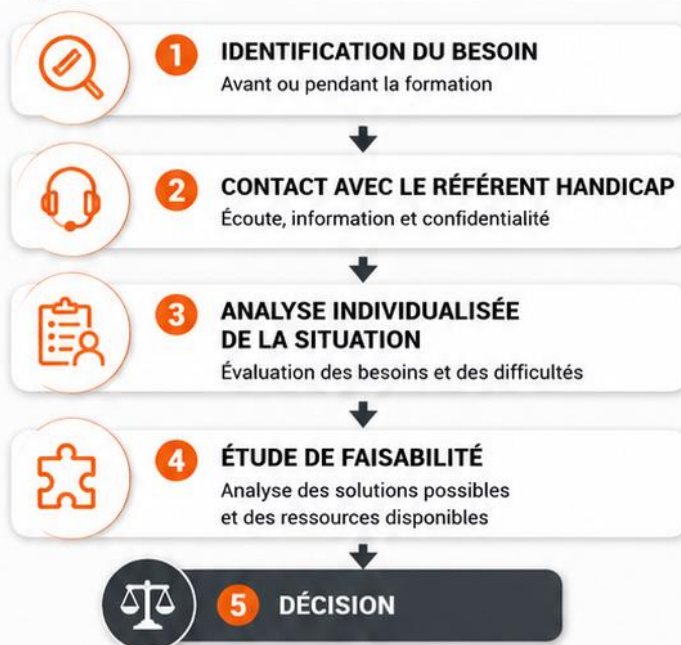 1 IDENTIFICATION DU BESOIN
Avant ou pendant la formation
2 CONTACT AVEC LE RÉFÉRENT HANDICAP
Écoute, information et confidentialité
3 ANALYSE INDIVIDUALISÉE
DE LA SITUATION
Évaluation des besoins et des difficultés
4 ÉTUDE DE FAISABILITÉ
Analyse des solutions possibles
et des ressources disponibles
5 DÉCISION